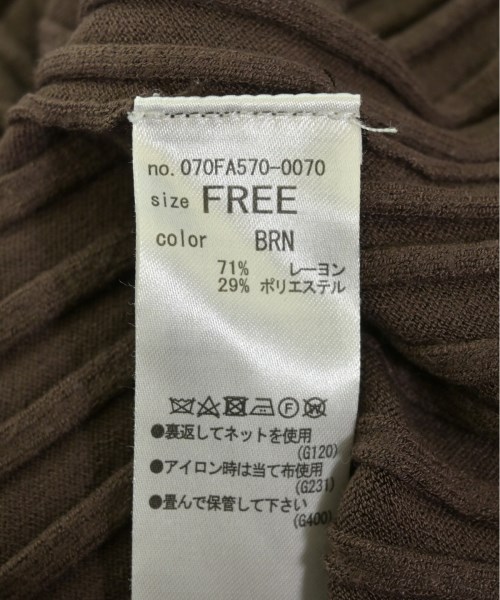 no. 070FA570-0070
size FREE
color BRN
71% レーヨン
29% ポリエステル
●裏返してネットを使用
(G120)
●アイロン時は当て布使用
(G231)
●畳んで保管して下さい
(G400)